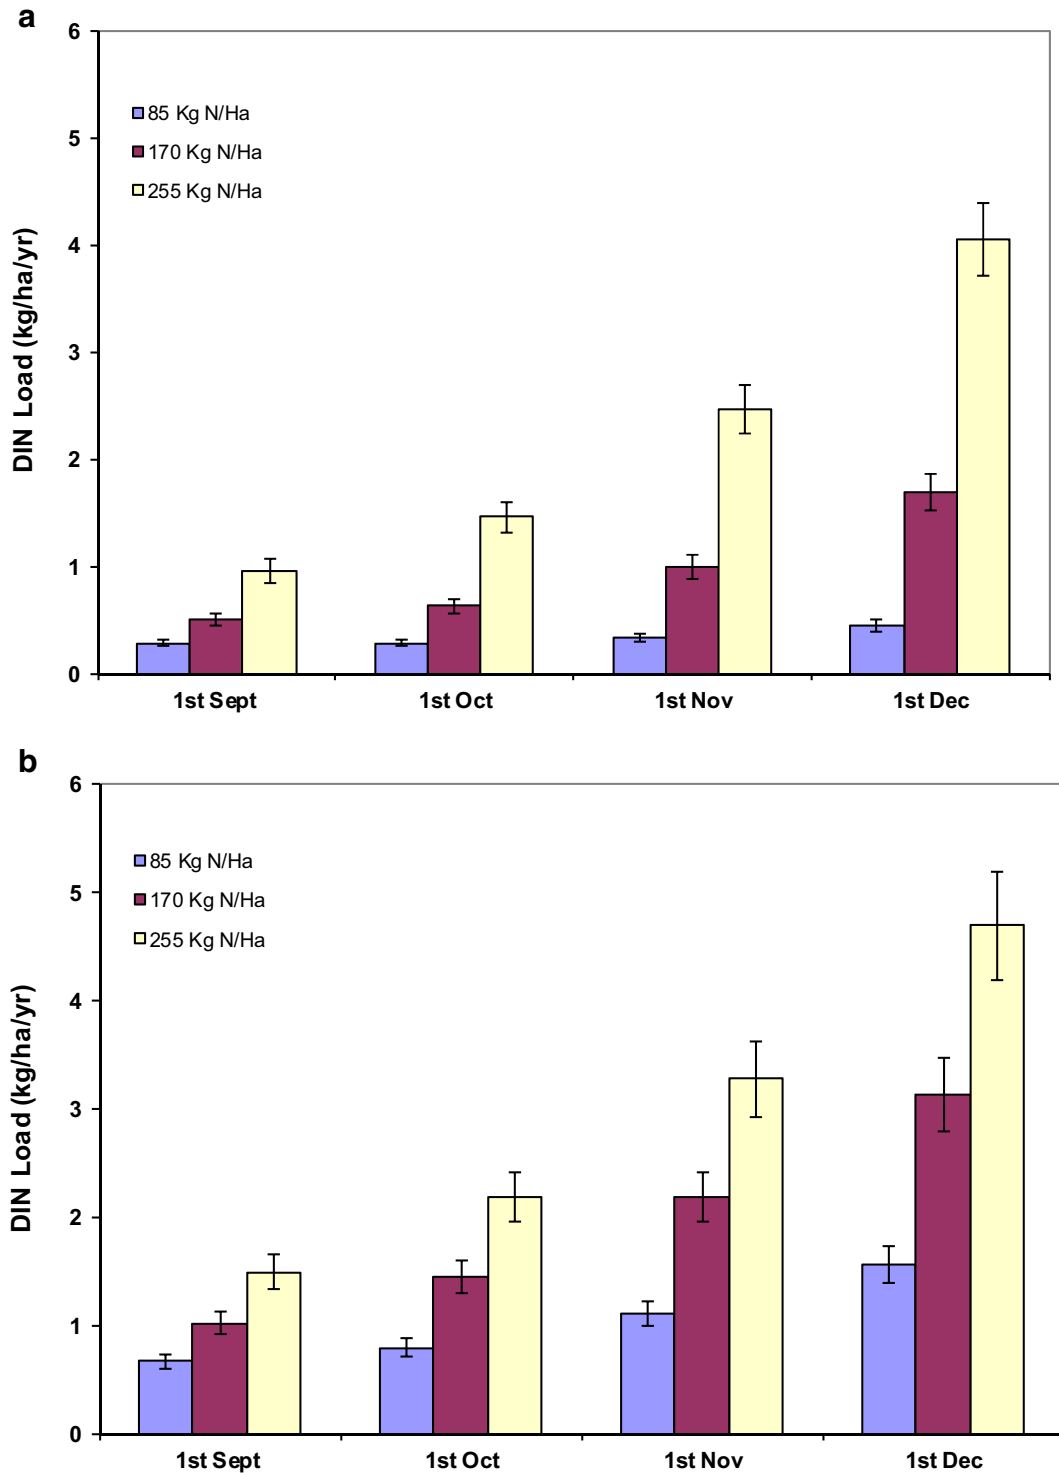 a
6
5
4
3
2
1
0
DIN Load (kg/ha/yr)
85 Kg N/Ha
170 Kg N/Ha
255 Kg N/Ha
1st Sept 1st Oct 1st Nov 1st Dec
b
6
5
4
3
2
1
0
DIN Load (kg/ha/yr)
85 Kg N/Ha
170 Kg N/Ha
255 Kg N/Ha
1st Sept 1st Oct 1st Nov 1st Dec